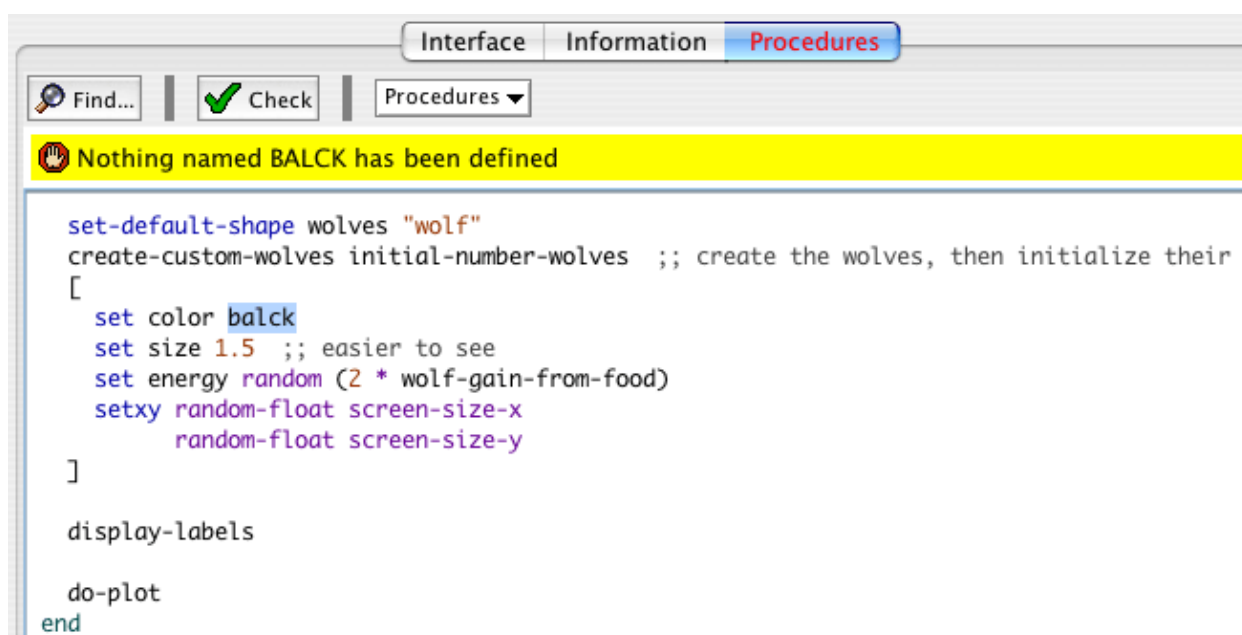 Interface Information Procedures
Find... Check Procedures
Nothing named BALCK has been defined
set-default-shape wolves "wolf"
create-custom-wolves initial-number-wolves ;; create the wolves, then initialize their
[
set color balck
set size 1.5 ;; easier to see
set energy random (2 * wolf-gain-from-food)
setxy random-float screen-size-x
random-float screen-size-y
]
display-labels
do-plot
end